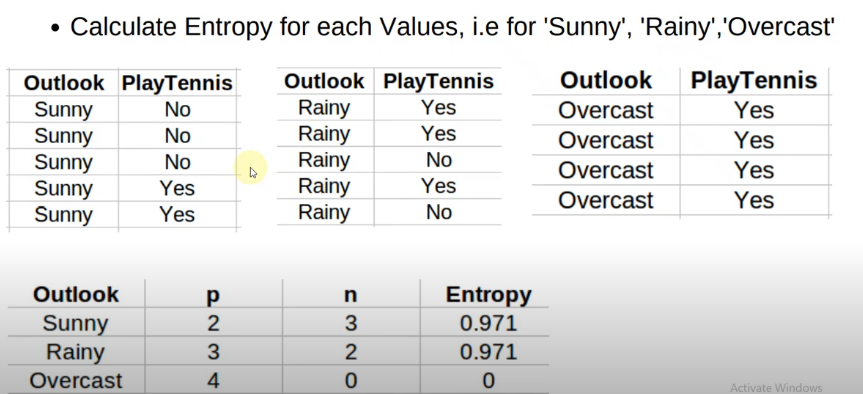 • Calculate Entropy for each Values, i.e for 'Sunny', 'Rainy','Overcast'
Outlook PlayTennis
Sunny No
Sunny No
Sunny No
Sunny Yes
Sunny Yes
Outlook PlayTennis
Rainy Yes
Rainy Yes
Rainy No
Rainy Yes
Rainy No
Outlook PlayTennis
Overcast Yes
Overcast Yes
Overcast Yes
Overcast Yes
Outlook p n Entropy
Sunny 2 3 0.971
Rainy 3 2 0.971
Overcast 4 0 0
Activate Windows